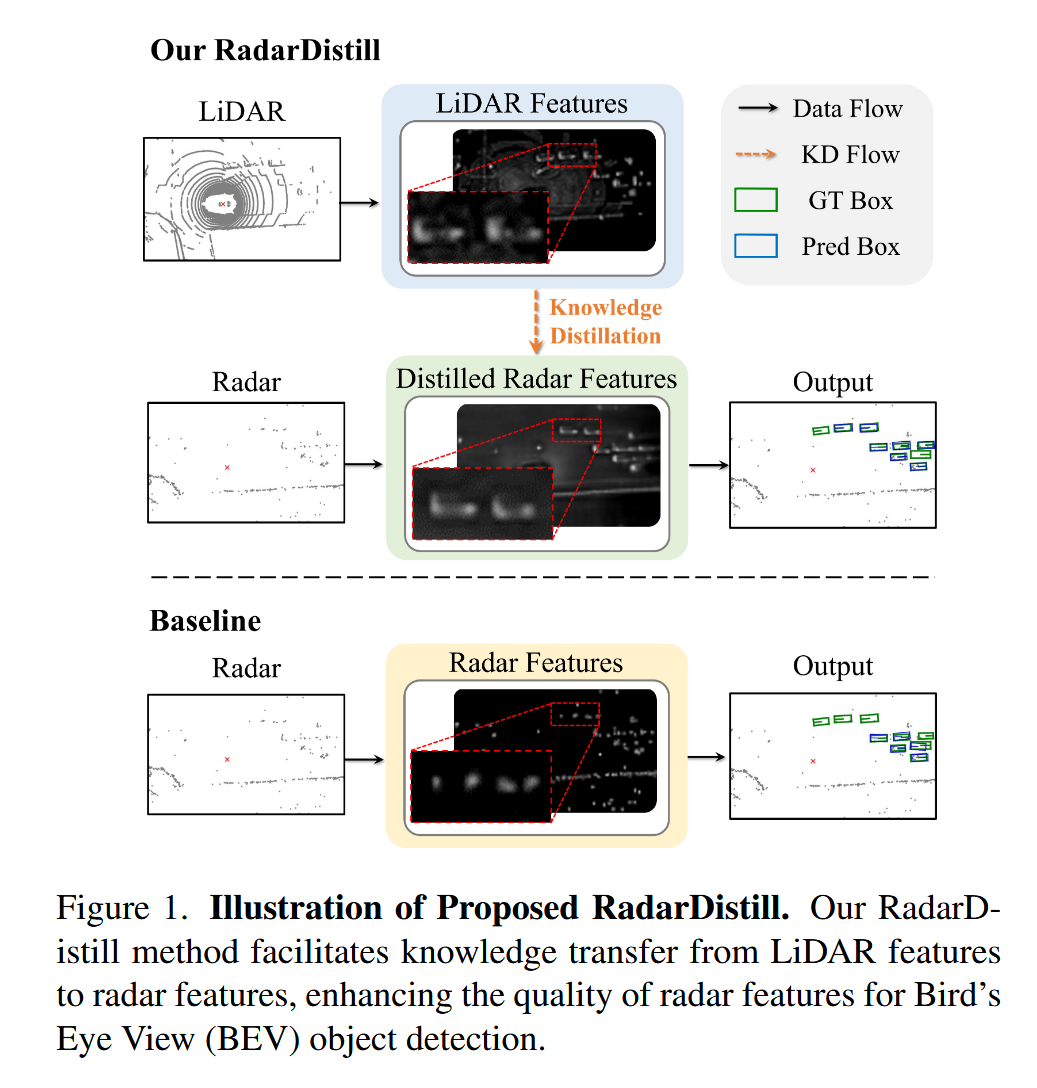 Our RadarDistill
LiDAR
LiDAR Features
Data Flow
KD Flow
GT Box
Pred Box
Knowledge
Distillation
Radar
Distilled Radar Features
Output
Baseline
Radar
Radar Features
Output
Figure 1. Illustration of Proposed RadarDistill. Our RadarD-
istill method facilitates knowledge transfer from LiDAR features
to radar features, enhancing the quality of radar features for Bird’s
Eye View (BEV) object detection.